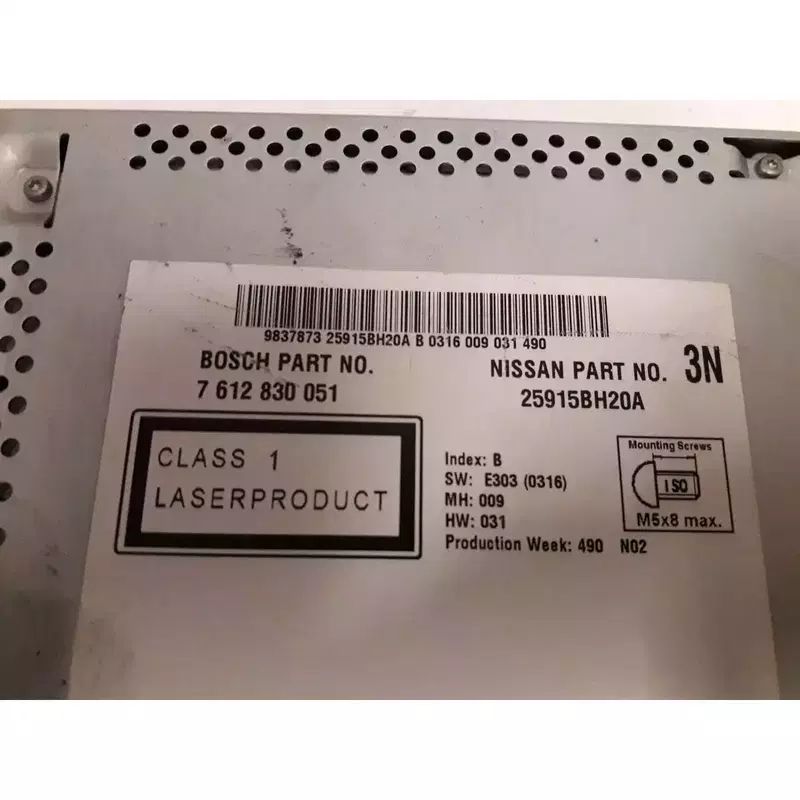 9837873 25915BH20A B 0316 009 031 490
BOSCH PART NO.
7 612 830 051
NISSAN PART NO. 3N
25915BH20A
CLASS 1
LASERPRODUCT
Index: B
SW: E303 (0316)
MH: 009
HW: 031
Production Week: 490 N02
Mounting Screws
ISO
M5x8 max.